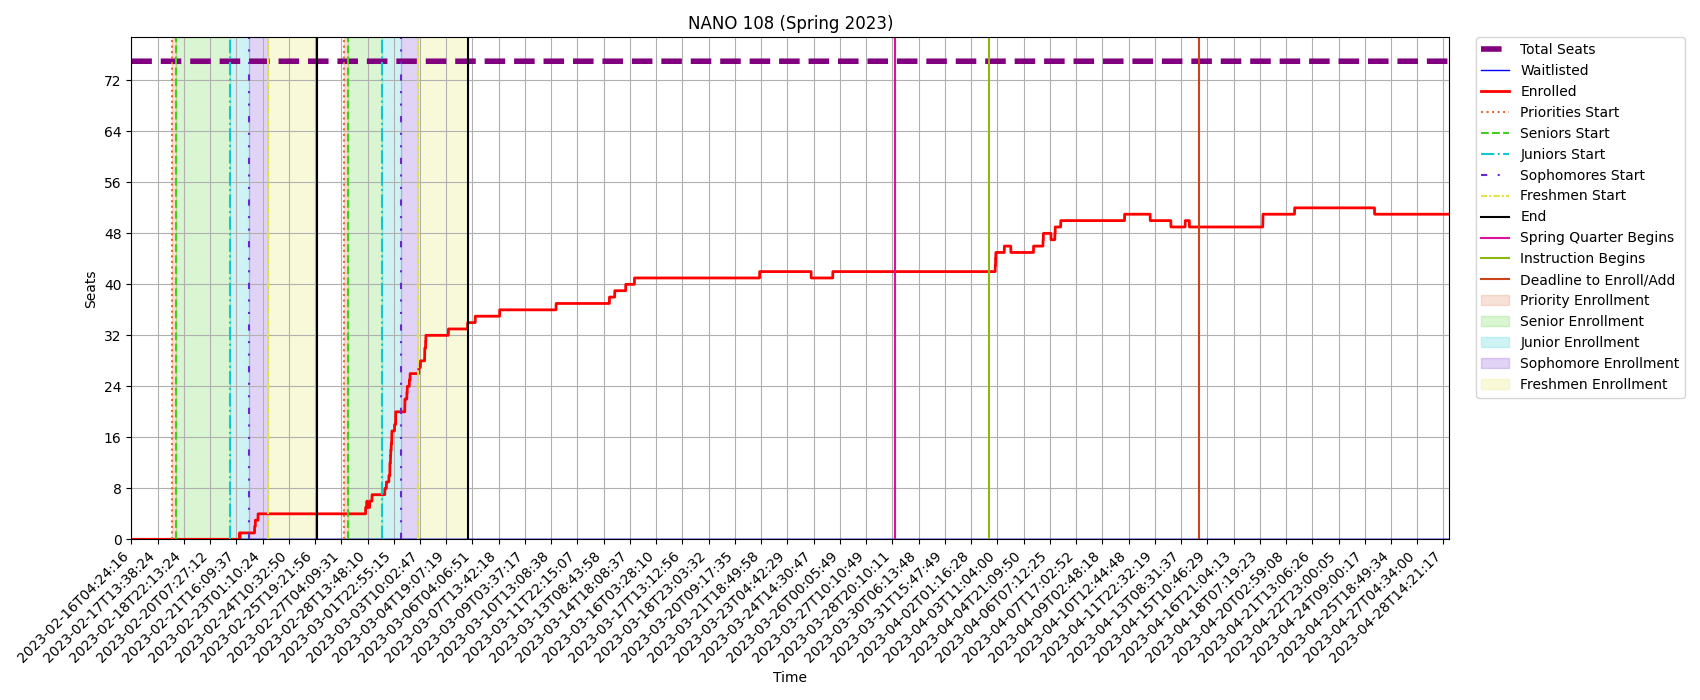 NANO 108 (Spring 2023)
Seats
72
64
56
48
40
32
24
16
8
0
2023-02-16T04:24:16
2023-02-17T13:38:24
2023-02-18T22:13:24
2023-02-20T07:27:12
2023-02-21T16:09:37
2023-02-23T01:10:24
2023-02-24T10:32:50
2023-02-25T19:21:56
2023-02-27T04:09:31
2023-02-28T13:48:10
2023-03-01T22:55:15
2023-03-03T10:02:47
2023-03-04T19:07:19
2023-03-06T04:06:51
2023-03-07T13:42:18
2023-03-09T03:37:17
2023-03-10T13:08:38
2023-03-11T22:15:07
2023-03-13T08:43:58
2023-03-14T18:08:37
2023-03-16T03:28:10
2023-03-17T13:12:56
2023-03-18T23:03:32
2023-03-20T09:17:35
2023-03-21T18:49:58
2023-03-23T04:42:29
2023-03-24T14:30:47
2023-03-26T00:05:49
2023-03-27T10:10:49
2023-03-28T20:10:11
2023-03-30T06:13:48
2023-03-31T15:47:49
2023-04-02T01:16:28
2023-04-03T11:04:00
2023-04-04T21:09:50
2023-04-06T07:12:25
2023-04-07T17:02:52
2023-04-09T02:48:18
2023-04-10T12:44:48
2023-04-11T22:32:19
2023-04-13T08:31:37
2023-04-15T10:46:29
2023-04-16T21:04:13
2023-04-18T07:19:23
2023-04-20T02:59:08
2023-04-21T13:06:26
2023-04-22T23:00:05
2023-04-24T09:00:17
2023-04-25T18:49:34
2023-04-27T04:34:00
2023-04-28T14:21:17
Time
Total Seats
Waitlisted
Enrolled
Priorities Start
Seniors Start
Juniors Start
Sophomores Start
Freshmen Start
End
Spring Quarter Begins
Instruction Begins
Deadline to Enroll/Add
Priority Enrollment
Senior Enrollment
Junior Enrollment
Sophomore Enrollment
Freshmen Enrollment